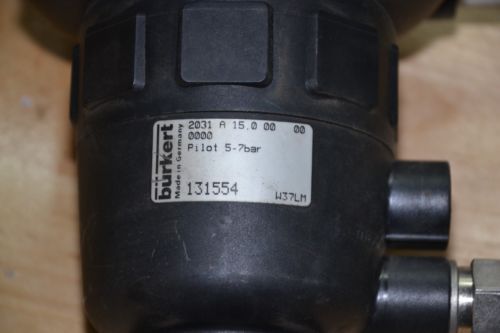 bürkert
Made in Germany
2031 A 15.0 00 00
0000
Pilot 5-7bar
131554
W37LM